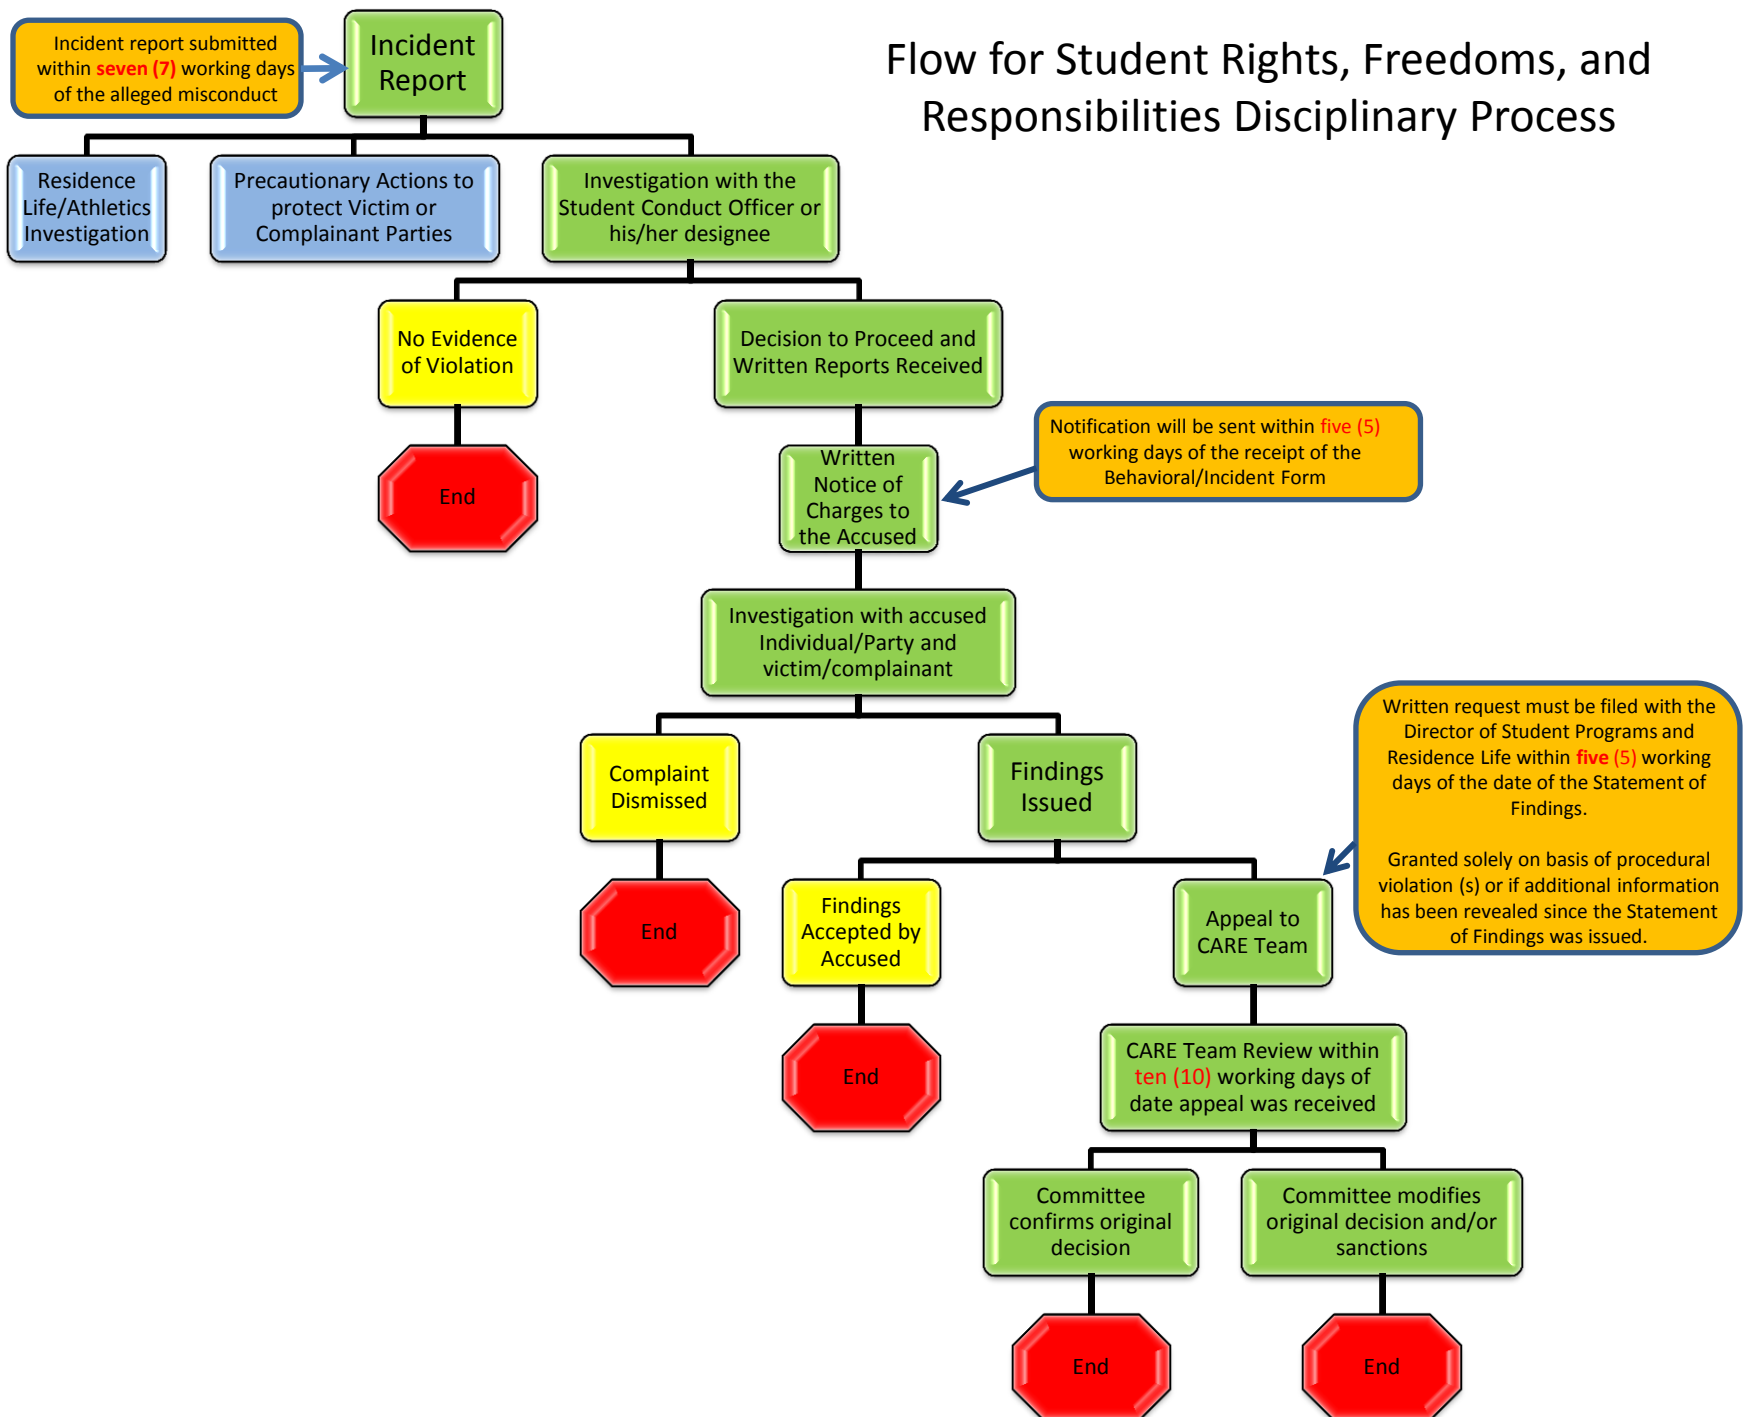 Incident report submitted
within seven (7) working days
of the alleged misconduct
Incident
Report
Flow for Student Rights, Freedoms, and
Responsibilities Disciplinary Process
Residence
Life/Athletics
Investigation
Precautionary Actions to
protect Victim or
Complainant Parties
Investigation with the
Student Conduct Officer or
his/her designee
No Evidence
of Violation
Decision to Proceed and
Written Reports Received
End
Written
Notice of
Charges to
the Accused
Notification will be sent within five (5)
working days of the receipt of the
Behavioral/Incident Form
Investigation with accused
Individual/Party and
victim/complainant
Complaint
Dismissed
Findings
Issued
Written request must be filed with the
Director of Student Programs and
Residence Life within five (5) working
days of the date of the Statement of
Findings.
Granted solely on basis of procedural
violation (s) or if additional information
has been revealed since the Statement
of Findings was issued.
End
Findings
Accepted by
Accused
Appeal to
CARE Team
End
CARE Team Review within
ten (10) working days of
date appeal was received
Committee
confirms original
decision
Committee modifies
original decision and/or
sanctions
End
End